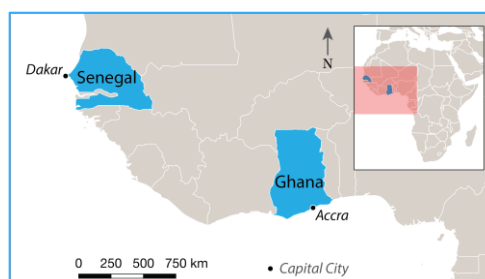 Dakar
Senegal
N
Ghana
Accra
0 250 500 750 km
Capital City